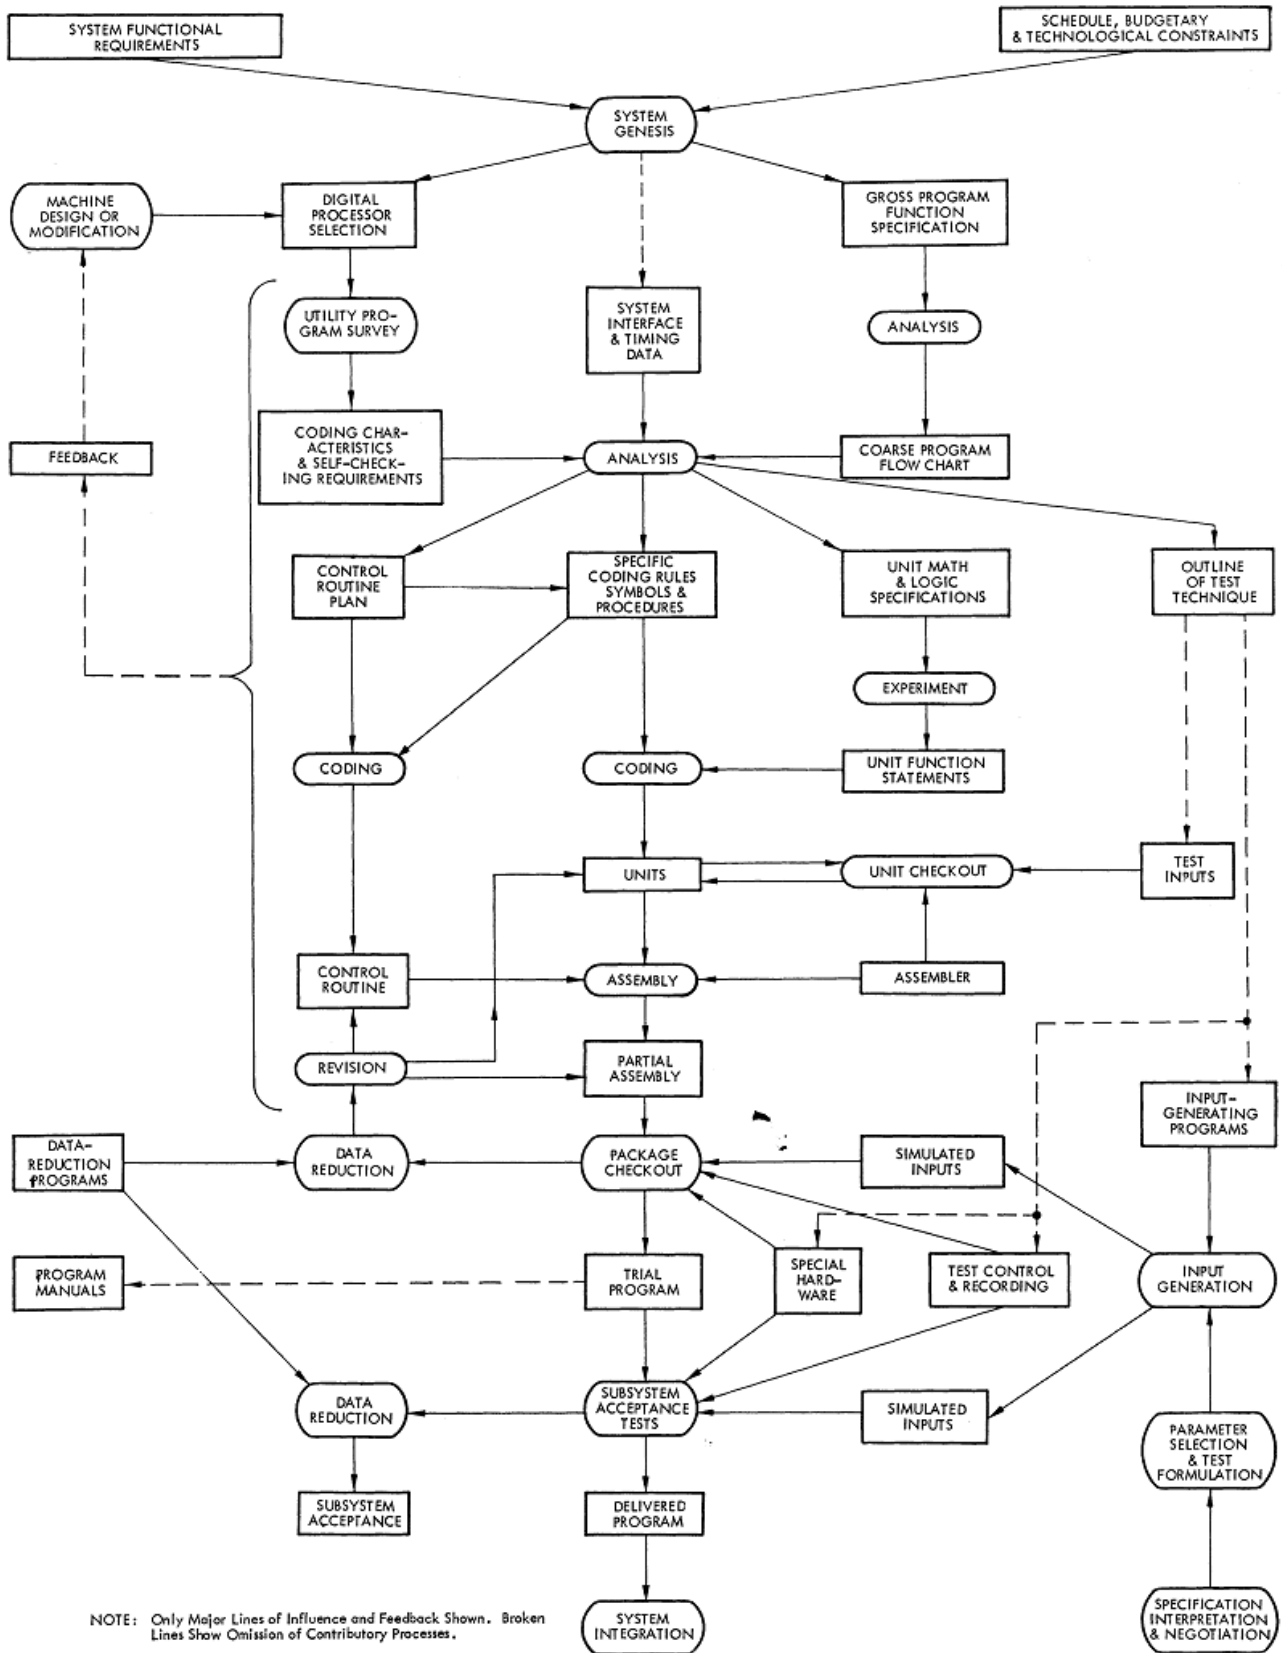 SYSTEM FUNCTIONAL
REQUIREMENTS
SCHEDULE, BUDGETARY
& TECHNOLOGICAL CONSTRAINTS
SYSTEM
GENESIS
MACHINE
DESIGN OR
MODIFICATION
DIGITAL
PROCESSOR
SELECTION
GROSS PROGRAM
FUNCTION
SPECIFICATION
UTILITY PRO-
GRAM SURVEY
SYSTEM
INTERFACE
& TIMING
DATA
ANALYSIS
FEEDBACK
CODING CHAR-
ACTERISTICS
& SELF-CHECK-
ING REQUIREMENTS
ANALYSIS
COARSE PROGRAM
FLOW CHART
CONTROL
ROUTINE
PLAN
SPECIFIC
CODING RULES
SYMBOLS &
PROCEDURES
UNIT MATH
& LOGIC
SPECIFICATIONS
OUTLINE
OF TEST
TECHNIQUE
EXPERIMENT
CODING
CODING
UNIT FUNCTION
STATEMENTS
UNITS
UNIT CHECKOUT
TEST
INPUTS
CONTROL
ROUTINE
ASSEMBLY
ASSEMBLER
REVISION
PARTIAL
ASSEMBLY
INPUT-
GENERATING
PROGRAMS
DATA-
REDUCTION
PROGRAMS
DATA
REDUCTION
PACKAGE
CHECKOUT
SIMULATED
INPUTS
PROGRAM
MANUALS
TRIAL
PROGRAM
SPECIAL
HARD-
WARE
TEST CONTROL
& RECORDING
INPUT
GENERATION
DATA
REDUCTION
SUBSYSTEM
ACCEPTANCE
TESTS
SIMULATED
INPUTS
PARAMETER
SELECTION
& TEST
FORMULATION
SUBSYSTEM
ACCEPTANCE
DELIVERED
PROGRAM
NOTE: Only Major Lines of Influence and Feedback Shown. Broken
Lines Show Omission of Contributory Processes.
SYSTEM
INTEGRATION
SPECIFICATION
INTERPRETATION
& NEGOTIATION